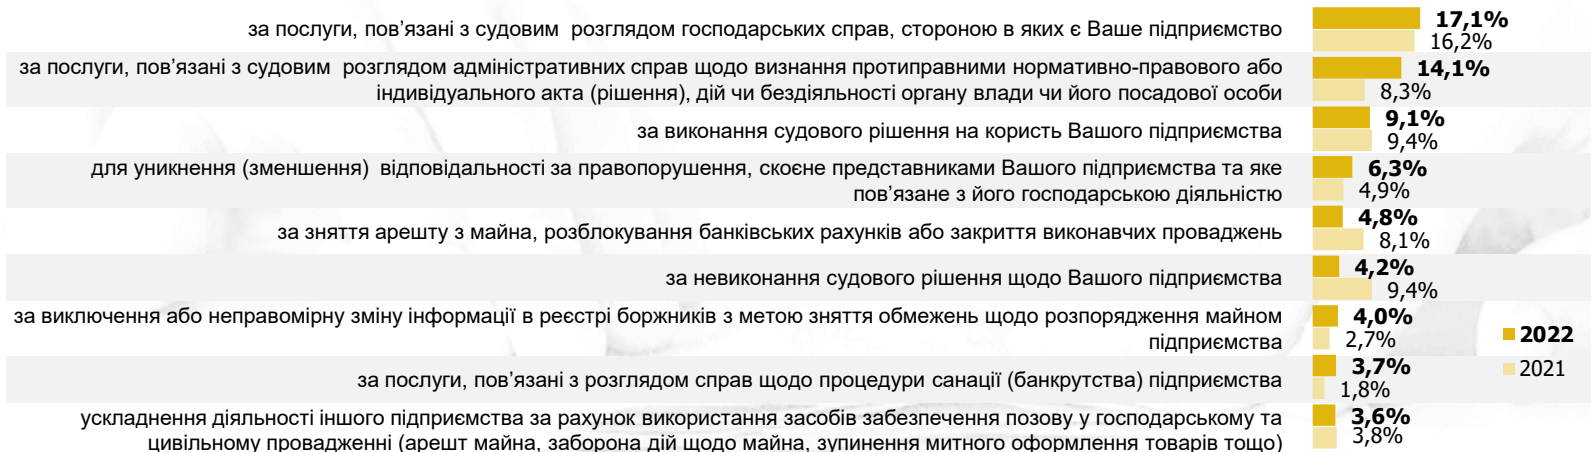 за послуги, пов’язані з судовим розглядом господарських справ, стороною в яких є Ваше підприємство
17,1%
16,2%
за послуги, пов’язані з судовим розглядом адміністративних справ щодо визнання протиправними нормативно-правового або
індивідуального акта (рішення), дій чи бездіяльності органу влади чи його посадової особи
14,1%
8,3%
за виконання судового рішення на користь Вашого підприємства
9,1%
9,4%
для уникнення (зменшення) відповідальності за правопорушення, скоєне представниками Вашого підприємства та яке
пов’язане з його господарською діяльністю
6,3%
4,9%
за зняття арешту з майна, розблокування банківських рахунків або закриття виконавчих проваджень
4,8%
8,1%
за невиконання судового рішення щодо Вашого підприємства
4,2%
9,4%
за виключення або неправомірну зміну інформації в реєстрі боржників з метою зняття обмежень щодо розпорядження майном
підприємства
4,0%
2,7%
за послуги, пов’язані з розглядом справ щодо процедури санації (банкрутства) підприємства
3,7%
1,8%
ускладнення діяльності іншого підприємства за рахунок використання засобів забезпечення позову у господарському та
цивільному провадженні (арешт майна, заборона дій щодо майна, зупинення митного оформлення товарів тощо)
3,6%
3,8%
2022
2021